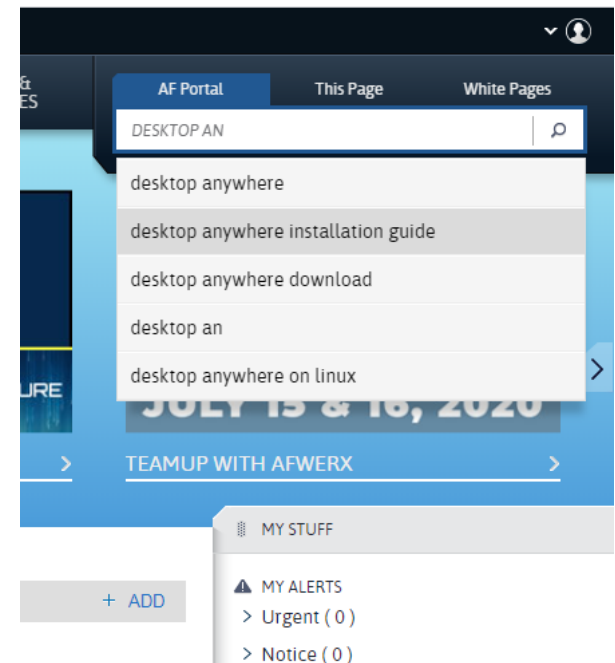 &
ES
AF Portal This Page White Pages
DESKTOP AN
desktop anywhere
desktop anywhere installation guide
desktop anywhere download
desktop an
desktop anywhere on linux
URE
JULY 15 & 16, 2020
TEAMUP WITH AFWERX
MY STUFF
+ ADD
MY ALERTS
> Urgent ( 0 )
> Notice ( 0 )